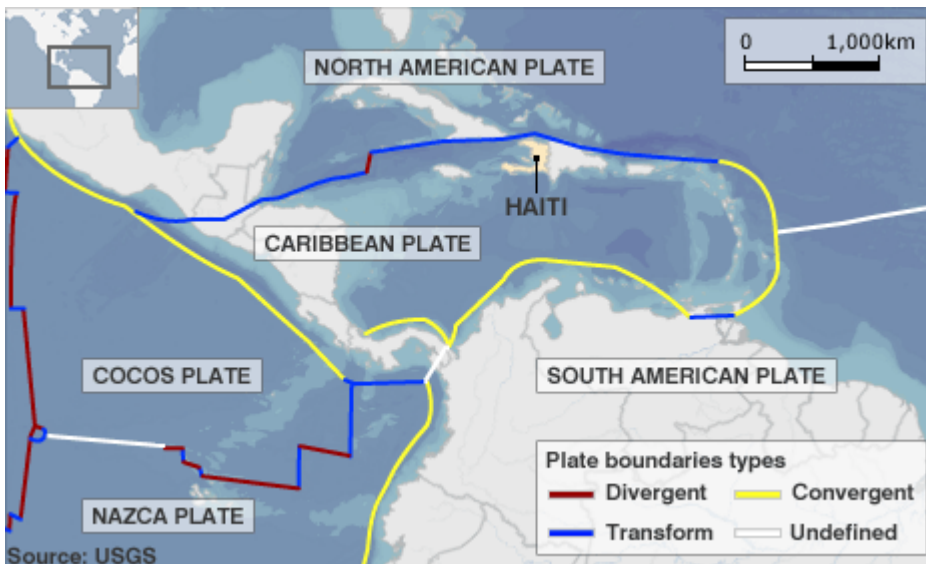 NORTH AMERICAN PLATE
0 1,000km
HAITI
CARIBBEAN PLATE
COCOS PLATE
SOUTH AMERICAN PLATE
Plate boundaries types
Divergent Convergent
Transform Undefined
NAZCA PLATE
Source: USGS